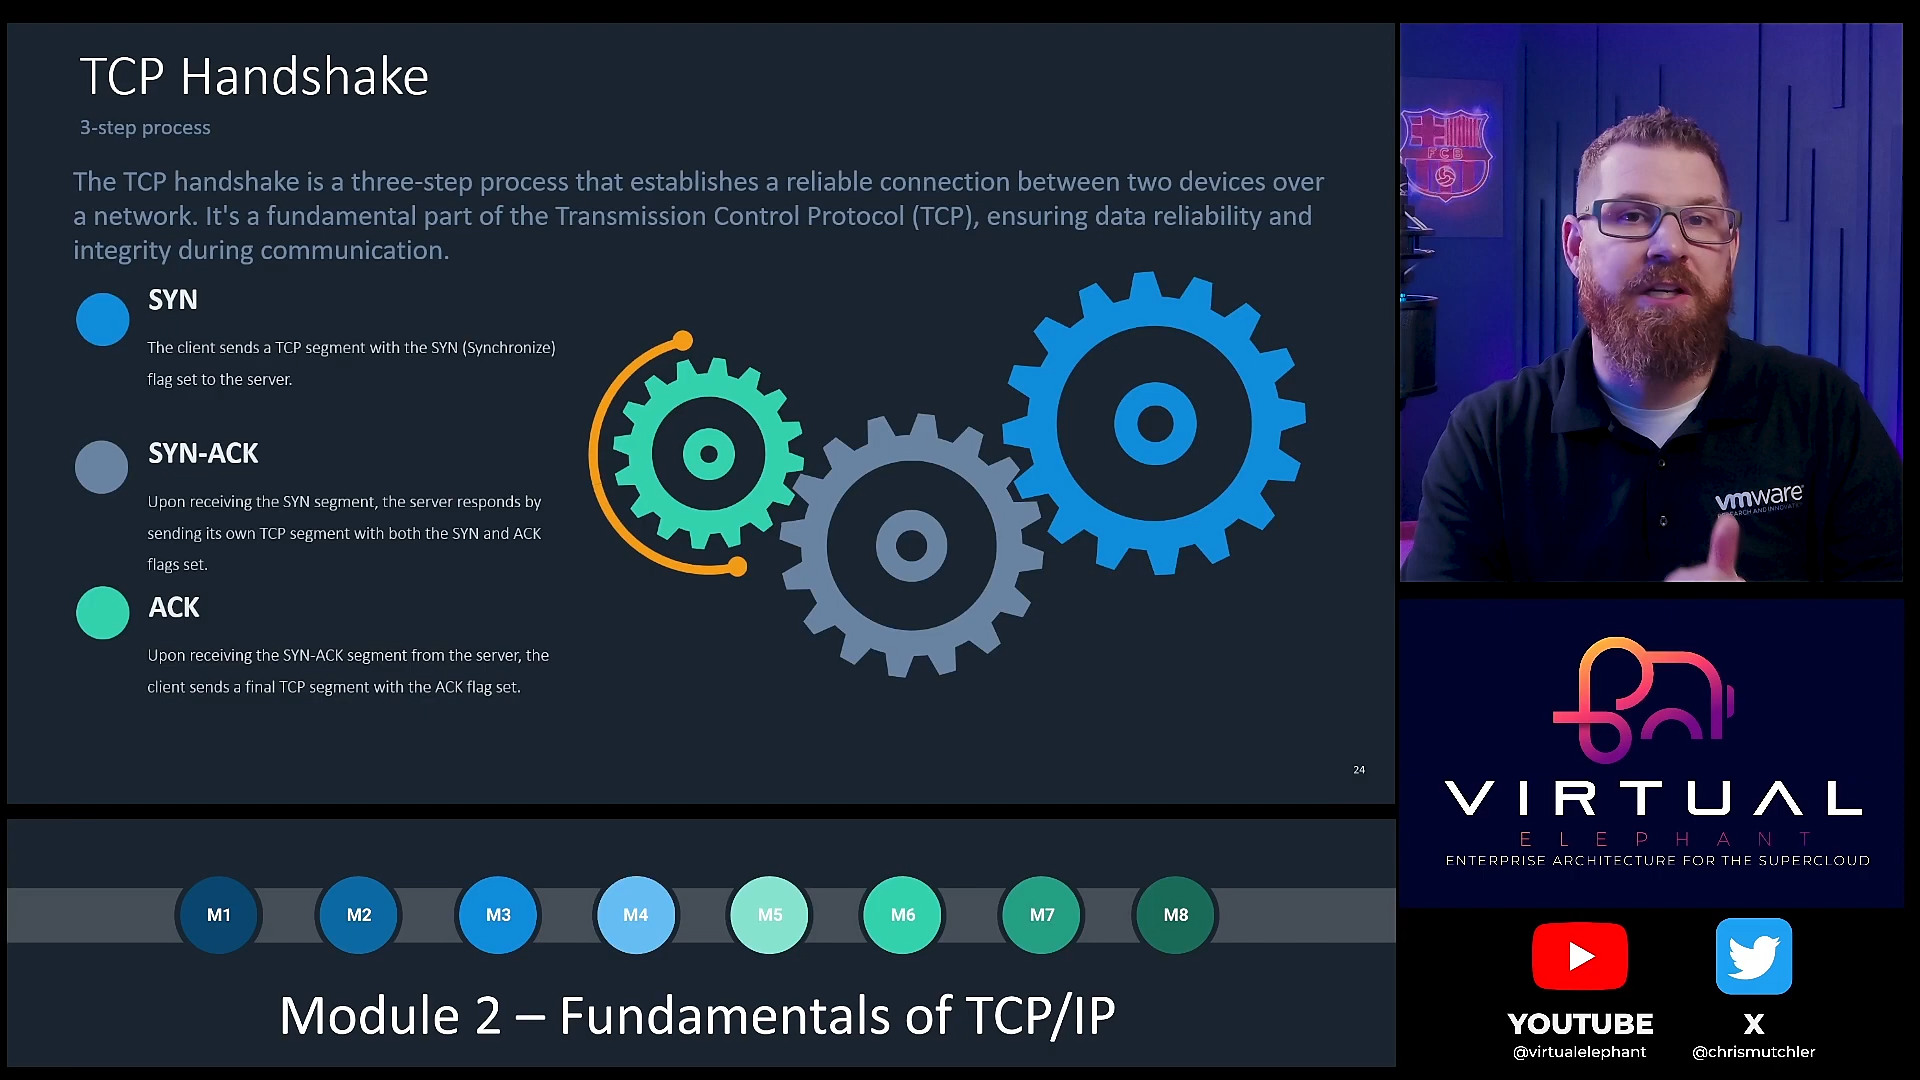 TCP Handshake
3-step process
The TCP handshake is a three-step process that establishes a reliable connection between two devices over
a network. It's a fundamental part of the Transmission Control Protocol (TCP), ensuring data reliability and
integrity during communication.
SYN
The client sends a TCP segment with the SYN (Synchronize)
flag set to the server.
SYN-ACK
Upon receiving the SYN segment, the server responds by
sending its own TCP segment with both the SYN and ACK
flags set.
ACK
Upon receiving the SYN-ACK segment from the server, the
client sends a final TCP segment with the ACK flag set.
24
M1
M2
M3
M4
M5
M6
M7
M8
Module 2 – Fundamentals of TCP/IP
FCB
vmware
VIRTUAL
ELEPHANT
ENTERPRISE ARCHITECTURE FOR THE SUPERCLOUD
YOUTUBE
@virtualelephant
X
@chrismutchler